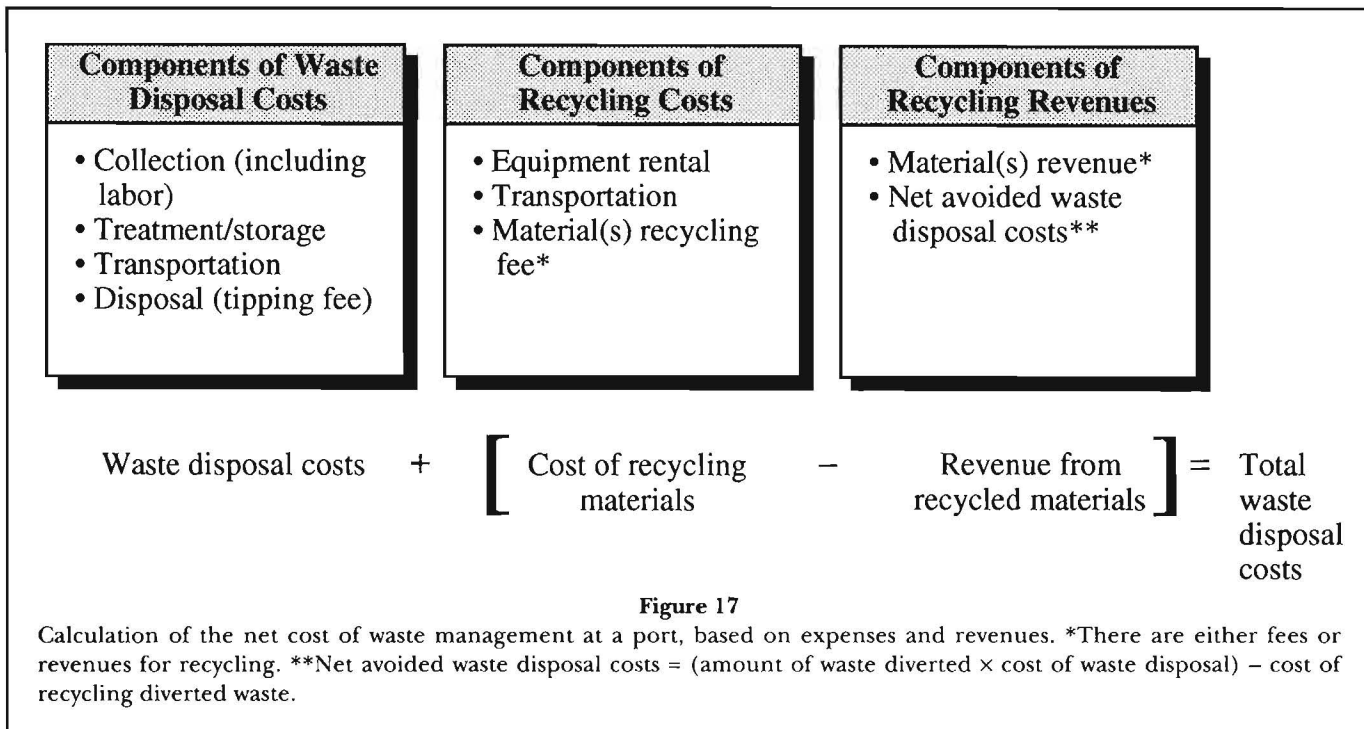 Components of Waste
Disposal Costs
• Collection (including
labor)
• Treatment/storage
• Transportation
• Disposal (tipping fee)
Components of
Recycling Costs
• Equipment rental
• Transportation
• Material(s) recycling
fee*
Components of
Recycling Revenues
• Material(s) revenue*
• Net avoided waste
disposal costs**
Waste disposal costs + [ Cost of recycling
materials − Revenue from
recycled materials ] = Total
waste
disposal
costs
Figure 17
Calculation of the net cost of waste management at a port, based on expenses and revenues. *There are either fees or
revenues for recycling. **Net avoided waste disposal costs = (amount of waste diverted × cost of waste disposal) – cost of
recycling diverted waste.